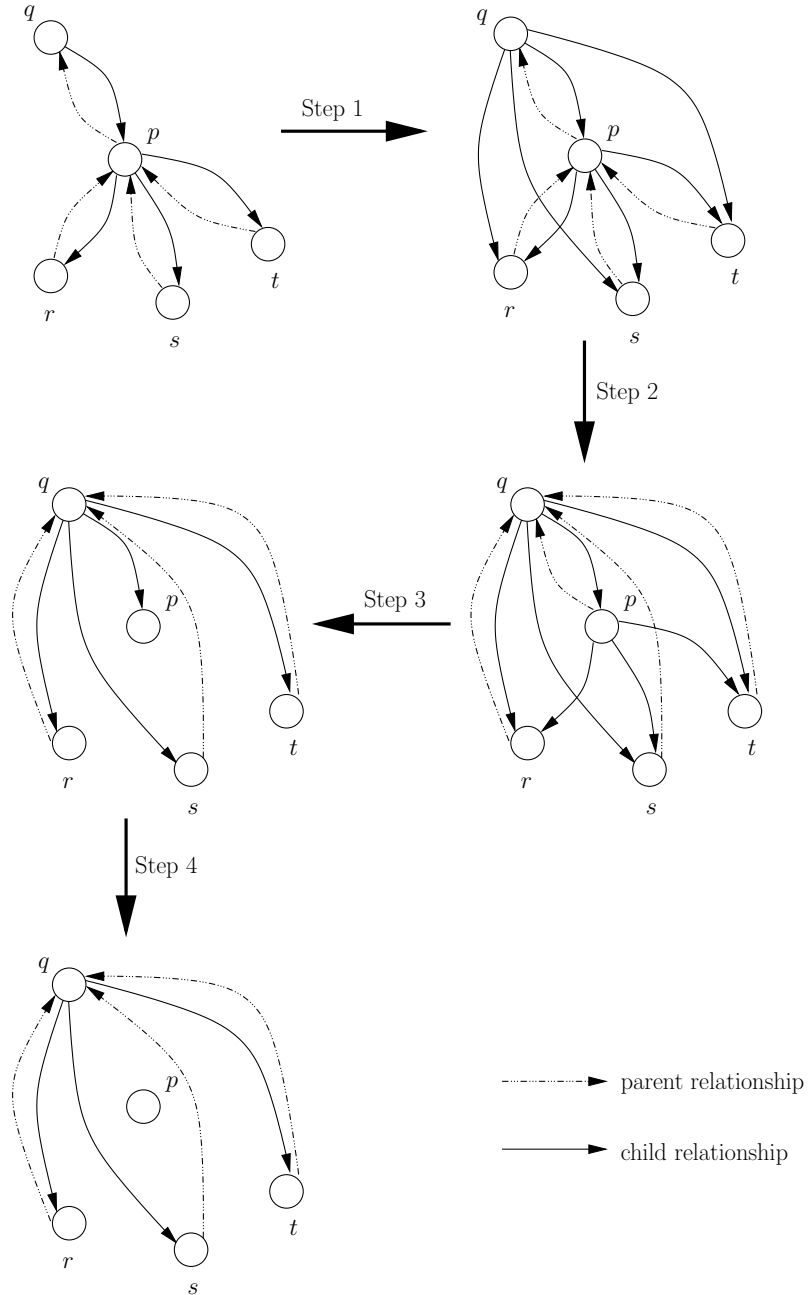 q
p
r
s
t
Step 1
q
p
r
s
t
Step 2
q
p
r
s
t
Step 3
q
p
r
s
t
Step 4
q
p
r
s
t
parent relationship
child relationship